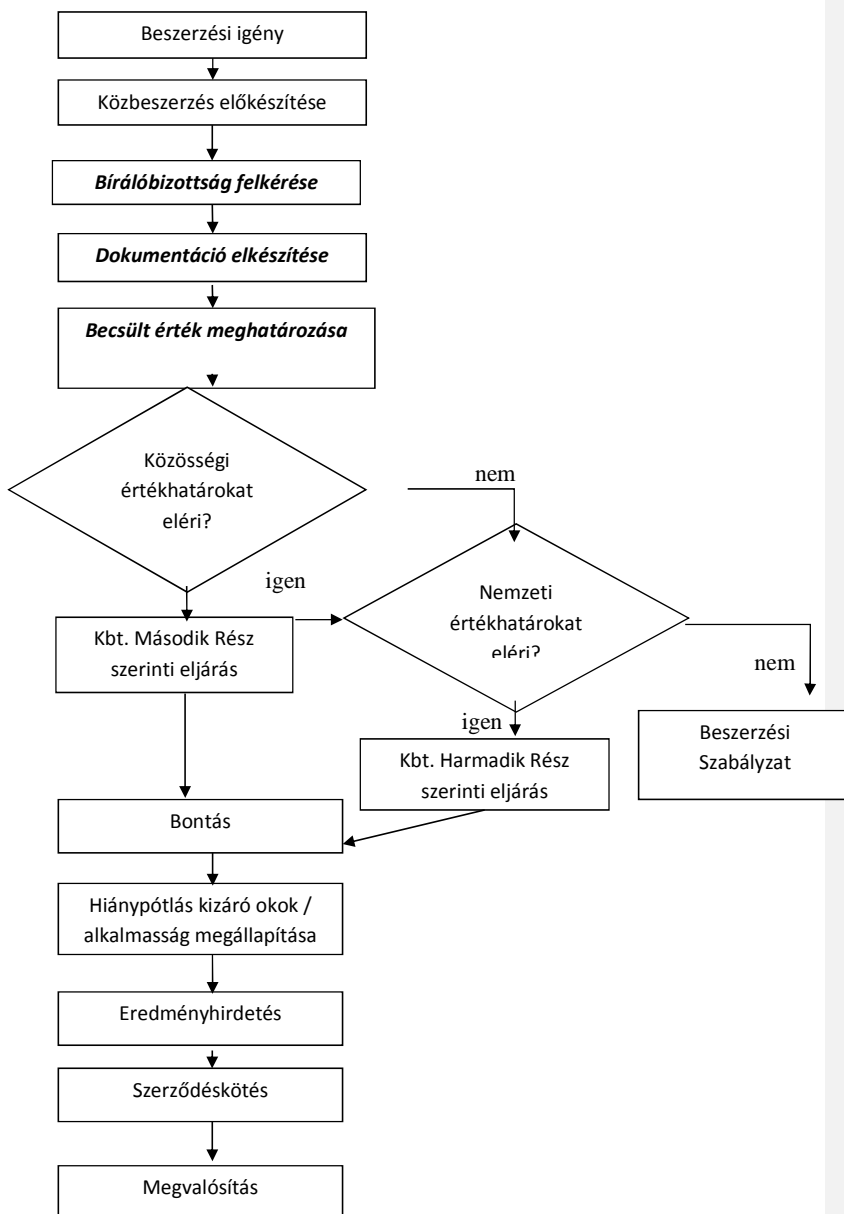 Beszerzési igény
Közbeszerzés előkészítése
Bírálóbizottság felkérése
Dokumentáció elkészítése
Becsült érték meghatározása
Közösségi
értékhatárokat
eléri?
nem
igen
Nemzeti
értékhatárokat
eléri?
Kbt. Második Rész
szerinti eljárás
nem
igen
Beszerzési
Szabályzat
Kbt. Harmadik Rész
szerinti eljárás
Bontás
Hiánypótlás kizáró okok /
alkalmasság megállapítása
Eredményhirdetés
Szerződéskötés
Megvalósítás